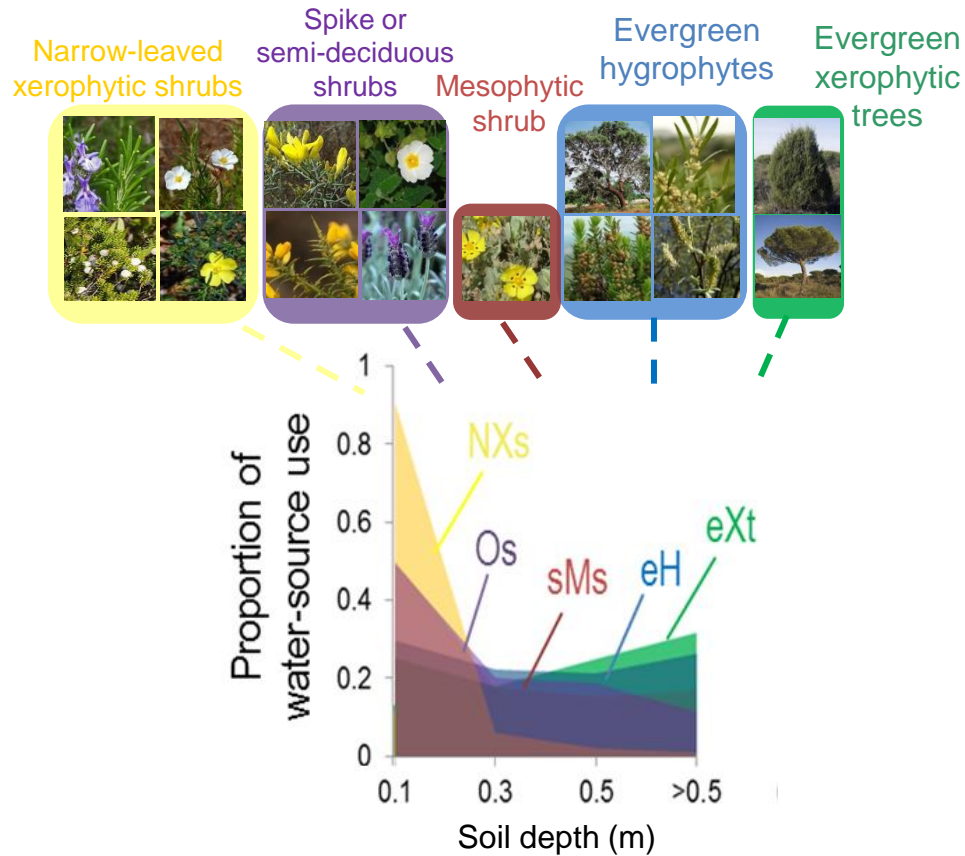 Narrow-leaved
xerophytic shrubs
Spike or
semi-deciduous
shrubs
Mesophytic
shrub
Evergreen
hygrophytes
Evergreen
xerophytic
trees
Proportion of
water-source use
1
0.8
0.6
0.4
0.2
0
NXs
Os
sMs
eH
eXt
0.1
0.3
0.5
>0.5
Soil depth (m)